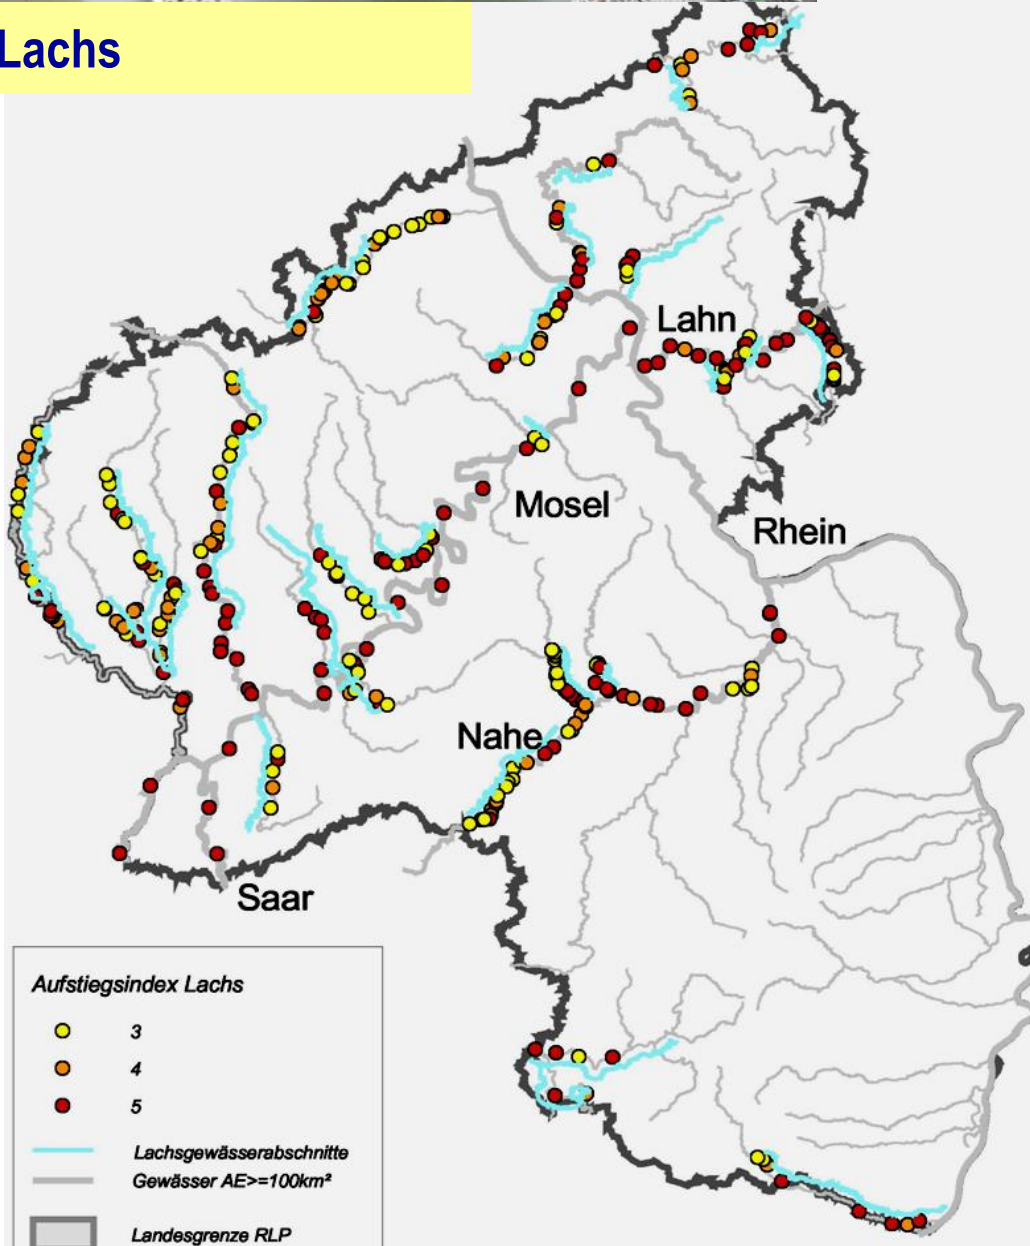 Lachs
Lahn
Mosel
Rhein
Nahe
Saar
Aufstiegsindex Lachs
3
4
5
Lachsgewässerabschnitte
Gewässer AE>=100km²
Landesgrenze RLP